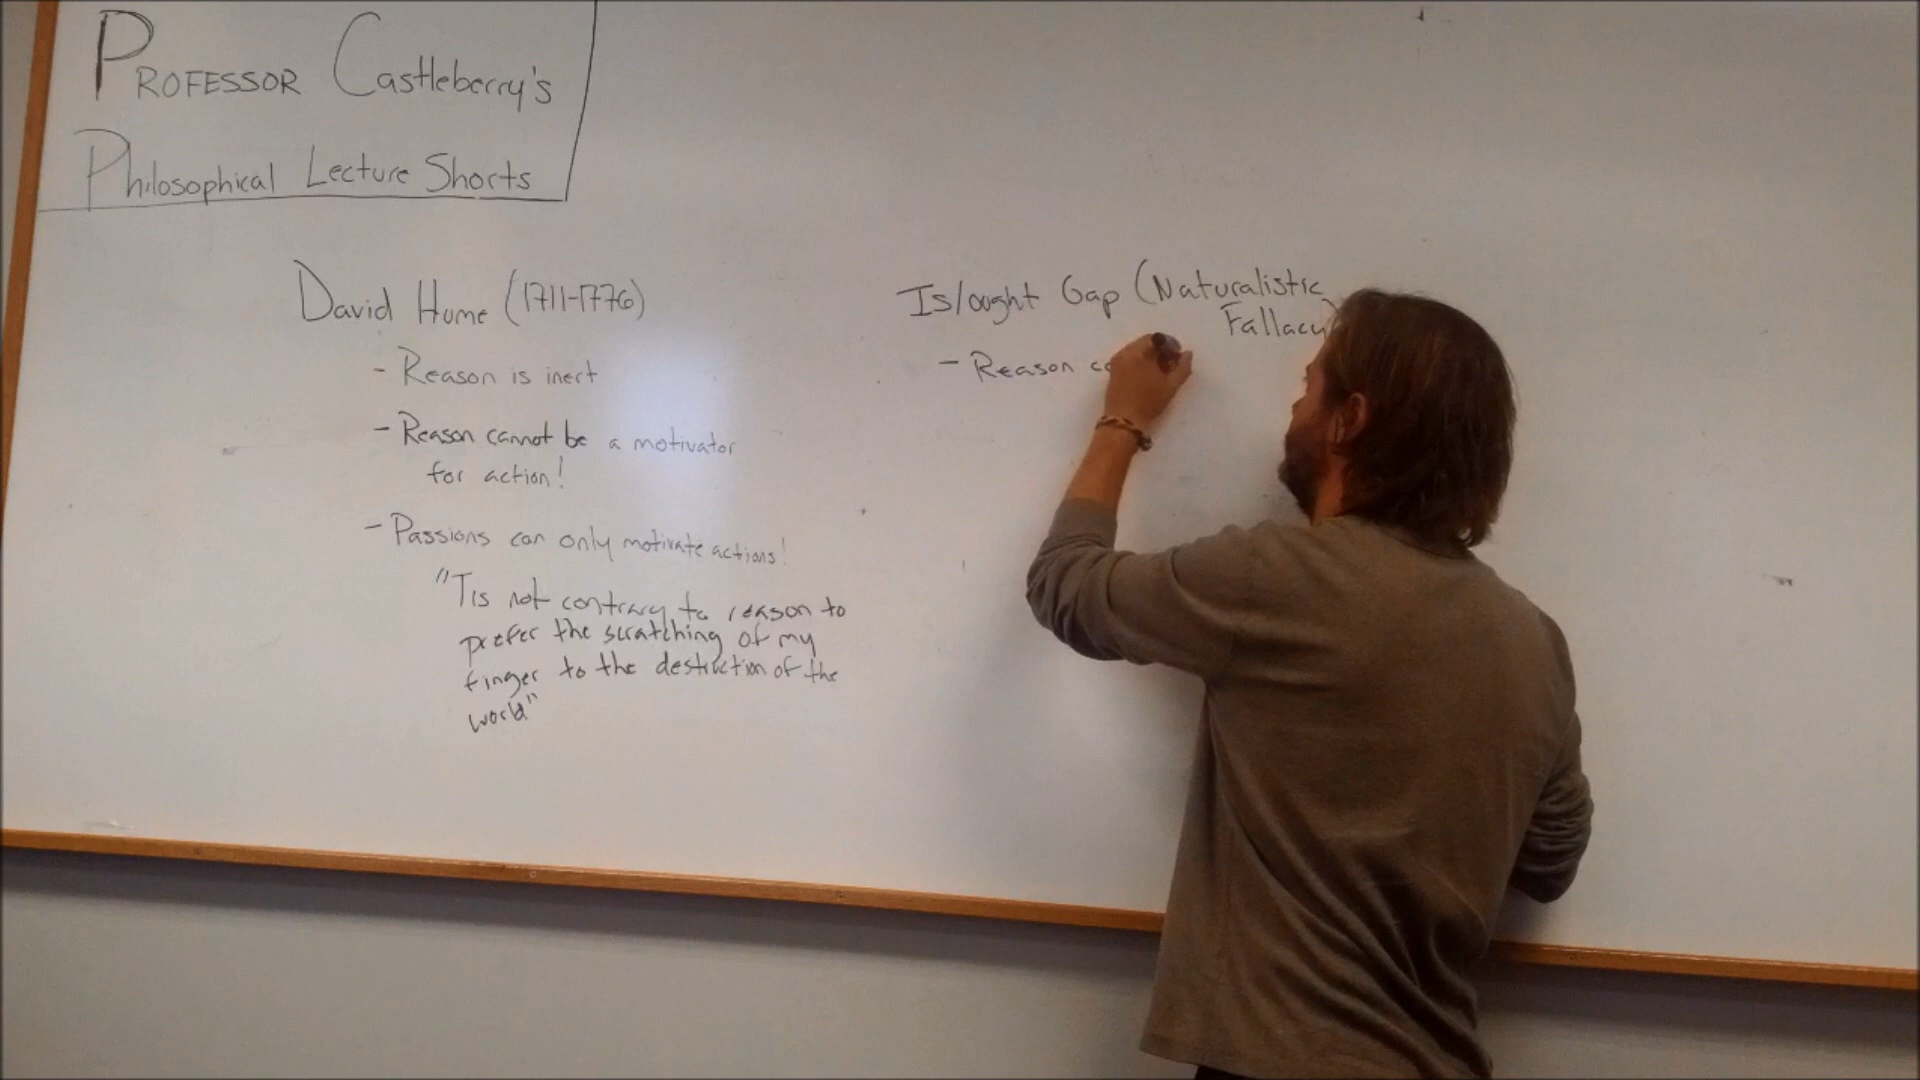 PROFESSOR Castleberry's
Philosophical Lecture Shorts
David Hume (1711-1776)
- Reason is inert
- Reason cannot be a motivator
for action!
- Passions can only motivate actions!
"Tis not contrary to reason to
prefer the scratching of my
finger to the destruction of the
world"
Is/ought Gap (Naturalistic
Fallacy)
- Reason